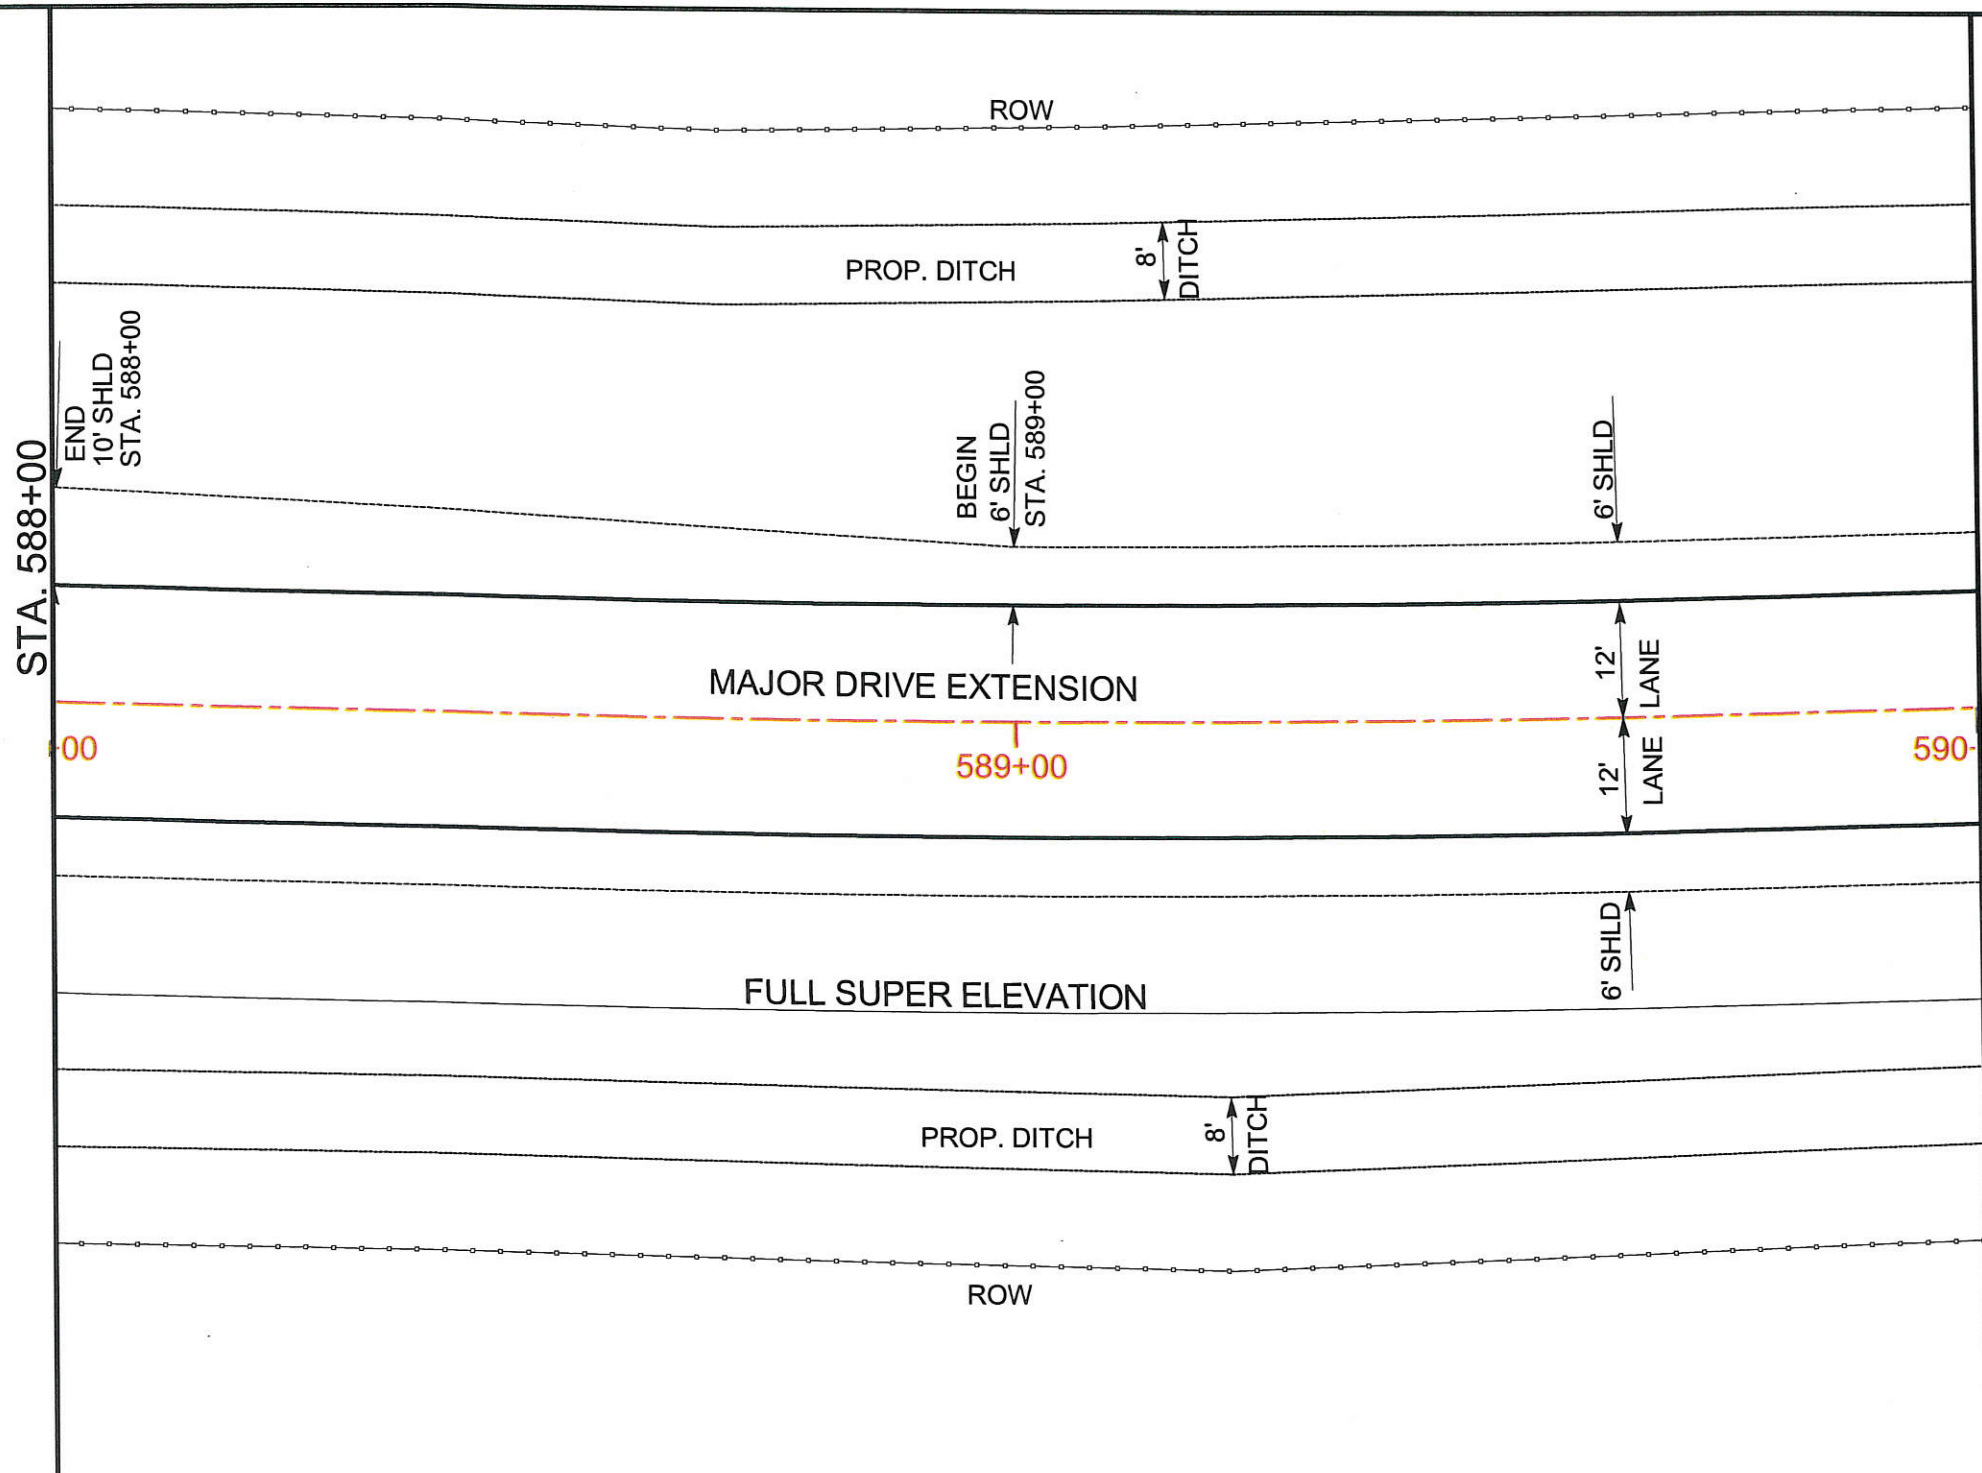 ROW
8'
DITCH
PROP. DITCH
END
10' SHLD
STA. 588+00
STA. 588+00
BEGIN
6' SHLD
STA. 589+00
6' SHLD
MAJOR DRIVE EXTENSION
12'
LANE
+00
589+00
590-
12'
LANE
6' SHLD
FULL SUPER ELEVATION
PROP. DITCH
8'
DITCH
ROW